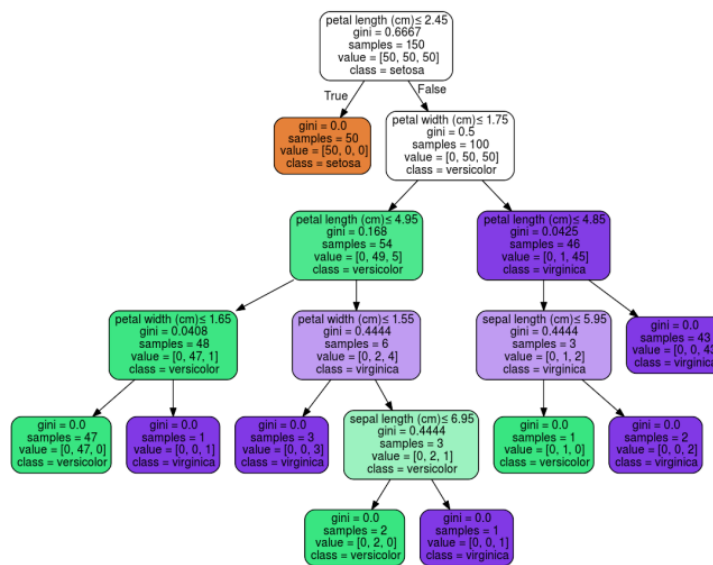 petal length (cm)≤ 2.45
gini = 0.6667
samples = 150
value = [50, 50, 50]
class = setosa
True
False
gini = 0.0
samples = 50
value = [50, 0, 0]
class = setosa
petal width (cm)≤ 1.75
gini = 0.5
samples = 100
value = [0, 50, 50]
class = versicolor
petal length (cm)≤ 4.95
gini = 0.168
samples = 54
value = [0, 49, 5]
class = versicolor
petal length (cm)≤ 4.85
gini = 0.0425
samples = 46
value = [0, 1, 45]
class = virginica
petal width (cm)≤ 1.65
gini = 0.0408
samples = 48
value = [0, 47, 1]
class = versicolor
petal width (cm)≤ 1.55
gini = 0.4444
samples = 6
value = [0, 2, 4]
class = virginica
sepal length (cm)≤ 5.95
gini = 0.4444
samples = 3
value = [0, 1, 2]
class = virginica
gini = 0.0
samples = 43
value = [0, 0, 43]
class = virginica
gini = 0.0
samples = 47
value = [0, 47, 0]
class = versicolor
gini = 0.0
samples = 1
value = [0, 0, 1]
class = virginica
gini = 0.0
samples = 3
value = [0, 0, 3]
class = virginica
sepal length (cm)≤ 6.95
gini = 0.4444
samples = 3
value = [0, 2, 1]
class = versicolor
gini = 0.0
samples = 1
value = [0, 1, 0]
class = versicolor
gini = 0.0
samples = 2
value = [0, 0, 2]
class = virginica
gini = 0.0
samples = 2
value = [0, 2, 0]
class = versicolor
gini = 0.0
samples = 1
value = [0, 0, 1]
class = virginica